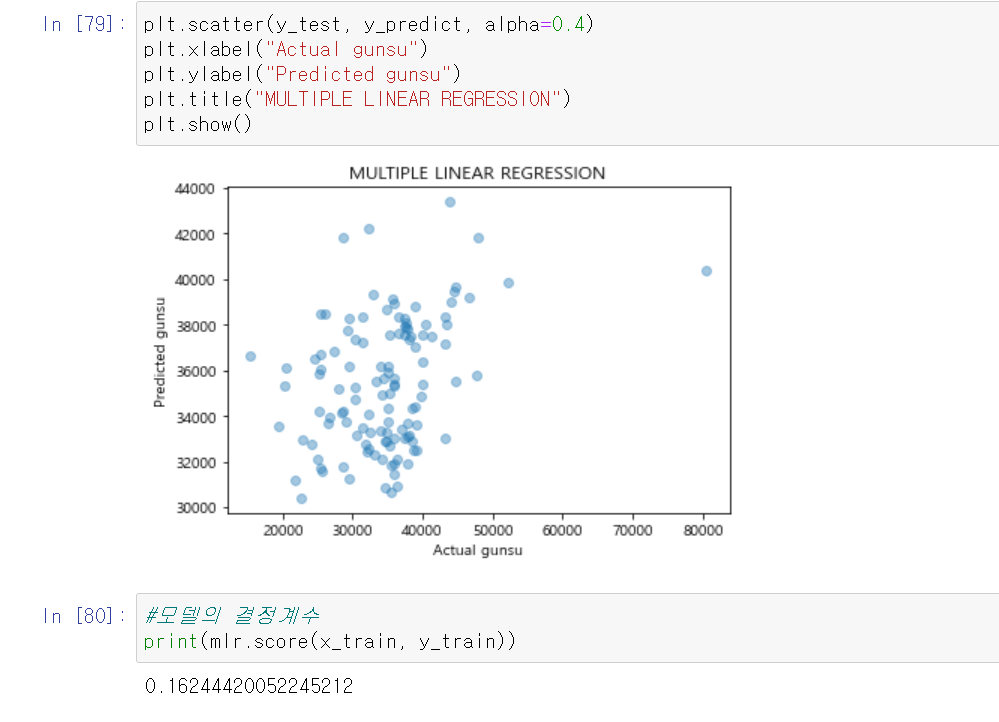 In [79]: plt.scatter(y_test, y_predict, alpha=0.4)
plt.xlabel("Actual gunsu")
plt.ylabel("Predicted gunsu")
plt.title("MULTIPLE LINEAR REGRESSION")
plt.show()
MULTIPLE LINEAR REGRESSION
44000
42000
40000
38000
36000
34000
32000
30000
Predicted gunsu
20000 30000 40000 50000 60000 70000 80000
Actual gunsu
In [80]: #모델의 결정계수
print(mlr.score(x_train, y_train))
0.16244420052245212